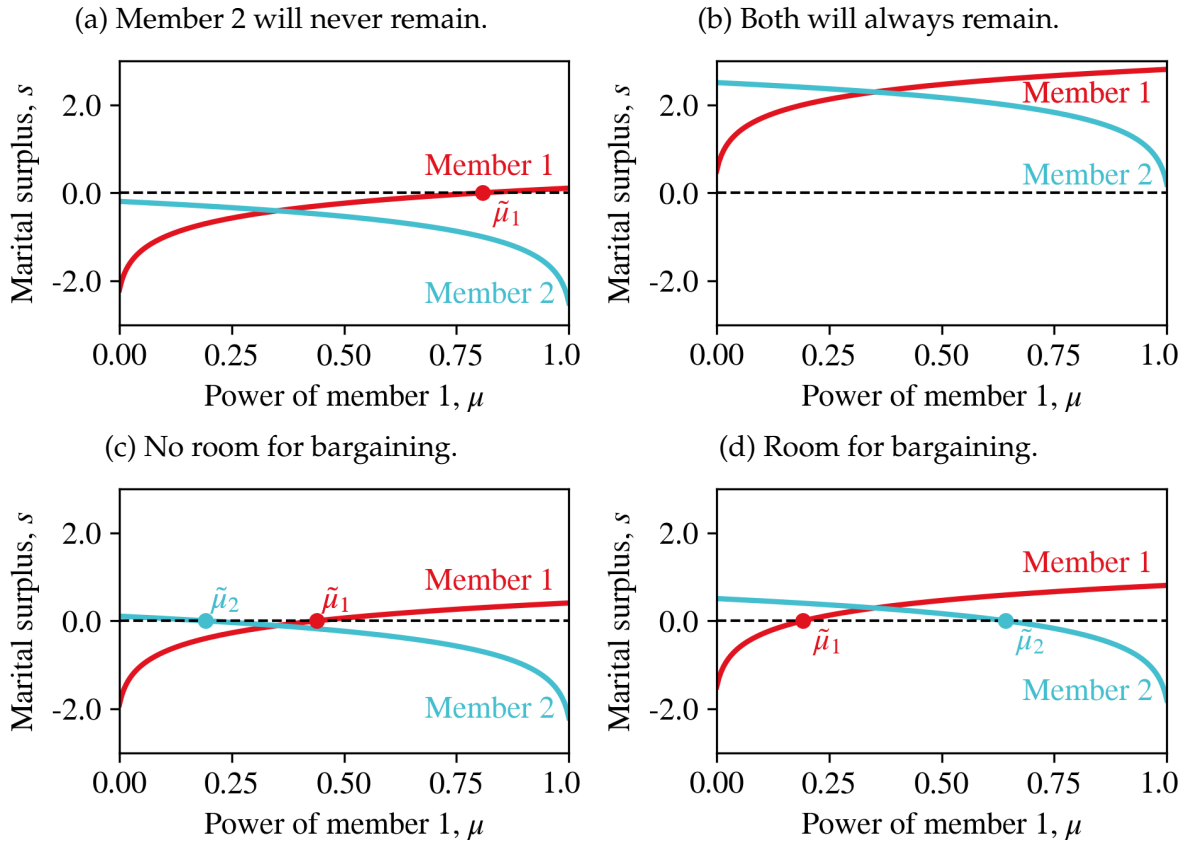 (a) Member 2 will never remain.
Marital surplus, s
2.0
0.0
-2.0
Member 1
μ̃₁
Member 2
0.00 0.25 0.50 0.75 1.0
Power of member 1, μ
(b) Both will always remain.
Marital surplus, s
2.0
0.0
-2.0
Member 1
Member 2
0.00 0.25 0.50 0.75 1.0
Power of member 1, μ
(c) No room for bargaining.
Marital surplus, s
2.0
0.0
-2.0
Member 1
μ̃₂ μ̃₁
Member 2
0.00 0.25 0.50 0.75 1.0
Power of member 1, μ
(d) Room for bargaining.
Marital surplus, s
2.0
0.0
-2.0
Member 1
μ̃₁ μ̃₂
Member 2
0.00 0.25 0.50 0.75 1.0
Power of member 1, μ